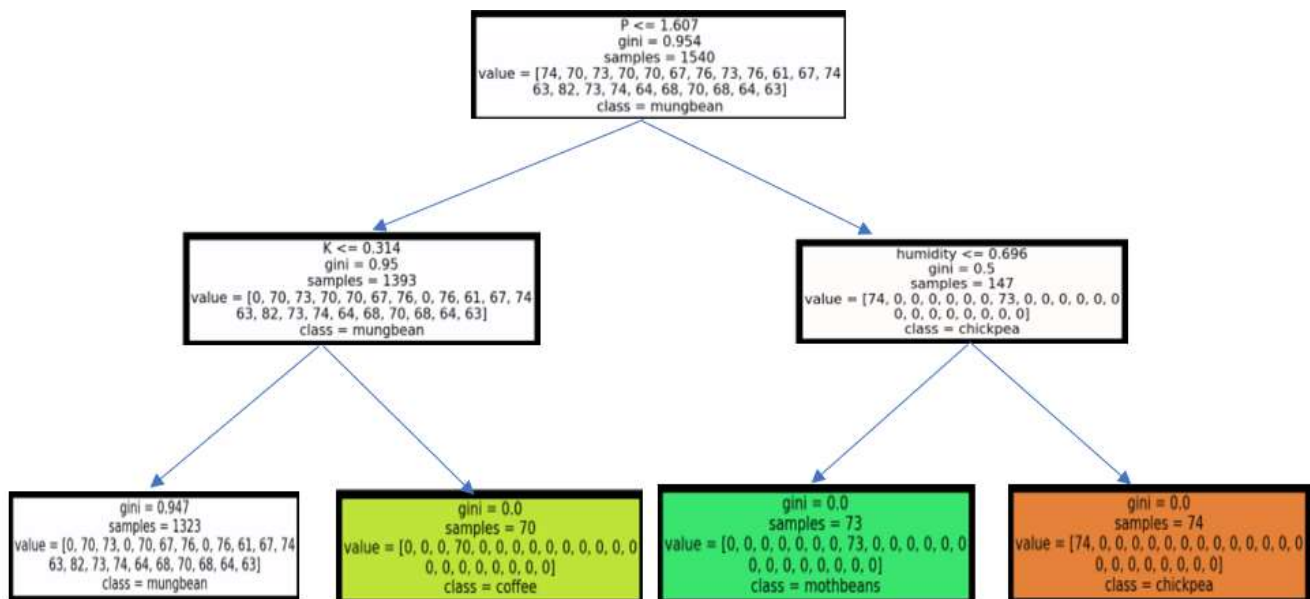 P <= 1.607
gini = 0.954
samples = 1540
value = [74, 70, 73, 70, 70, 67, 76, 73, 76, 61, 67, 74
63, 82, 73, 74, 64, 68, 70, 68, 64, 63]
class = mungbean
K <= 0.314
gini = 0.95
samples = 1393
value = [0, 70, 73, 70, 70, 67, 76, 0, 76, 61, 67, 74
63, 82, 73, 74, 64, 68, 70, 68, 64, 63]
class = mungbean
humidity <= 0.696
gini = 0.5
samples = 147
value = [74, 0, 0, 0, 0, 0, 0, 73, 0, 0, 0, 0, 0, 0
0, 0, 0, 0, 0, 0, 0, 0]
class = chickpea
gini = 0.947
samples = 1323
value = [0, 70, 73, 0, 70, 67, 76, 0, 76, 61, 67, 74
63, 82, 73, 74, 64, 68, 70, 68, 64, 63]
class = mungbean
gini = 0.0
samples = 70
value = [0, 0, 0, 70, 0, 0, 0, 0, 0, 0, 0, 0, 0, 0
0, 0, 0, 0, 0, 0, 0, 0]
class = coffee
gini = 0.0
samples = 73
value = [0, 0, 0, 0, 0, 0, 0, 73, 0, 0, 0, 0, 0, 0
0, 0, 0, 0, 0, 0, 0, 0]
class = mothbeans
gini = 0.0
samples = 74
value = [74, 0, 0, 0, 0, 0, 0, 0, 0, 0, 0, 0, 0, 0
0, 0, 0, 0, 0, 0, 0, 0]
class = chickpea